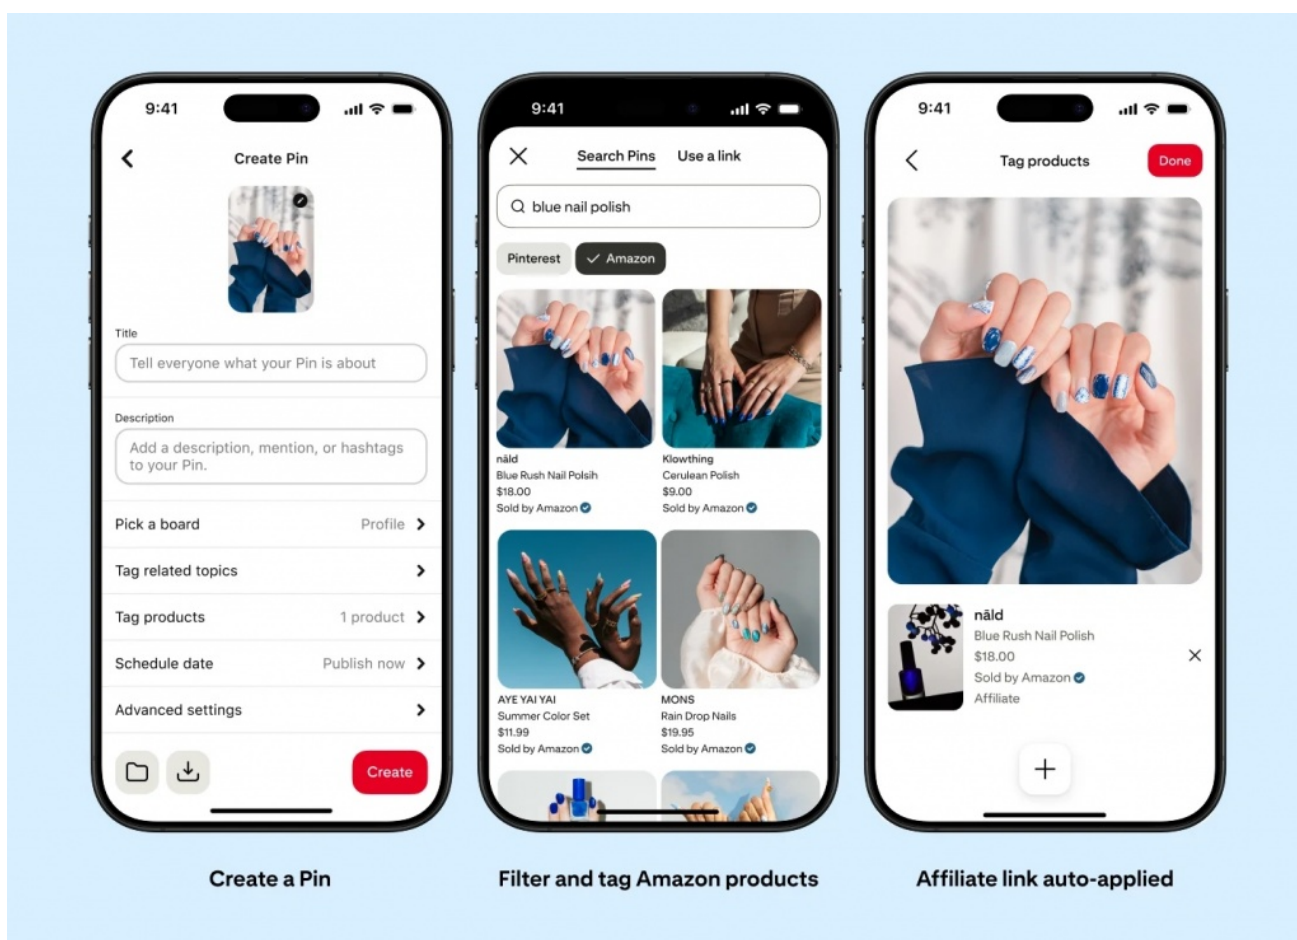 9:41
Create Pin
Title
Tell everyone what your Pin is about
Description
Add a description, mention, or hashtags
to your Pin.
Pick a board Profile
Tag related topics
Tag products 1 product
Schedule date Publish now
Advanced settings
Create
Create a Pin
9:41
Search Pins Use a link
blue nail polish
Pinterest Amazon
nāld
Blue Rush Nail Polsih
$18.00
Sold by Amazon
Klowthing
Cerulean Polish
$9.00
Sold by Amazon
AYE YAI YAI
Summer Color Set
$11.99
Sold by Amazon
MONS
Rain Drop Nails
$19.95
Sold by Amazon
Filter and tag Amazon products
9:41
Tag products Done
nāld
Blue Rush Nail Polish
$18.00
Sold by Amazon
Affiliate
Affiliate link auto-applied